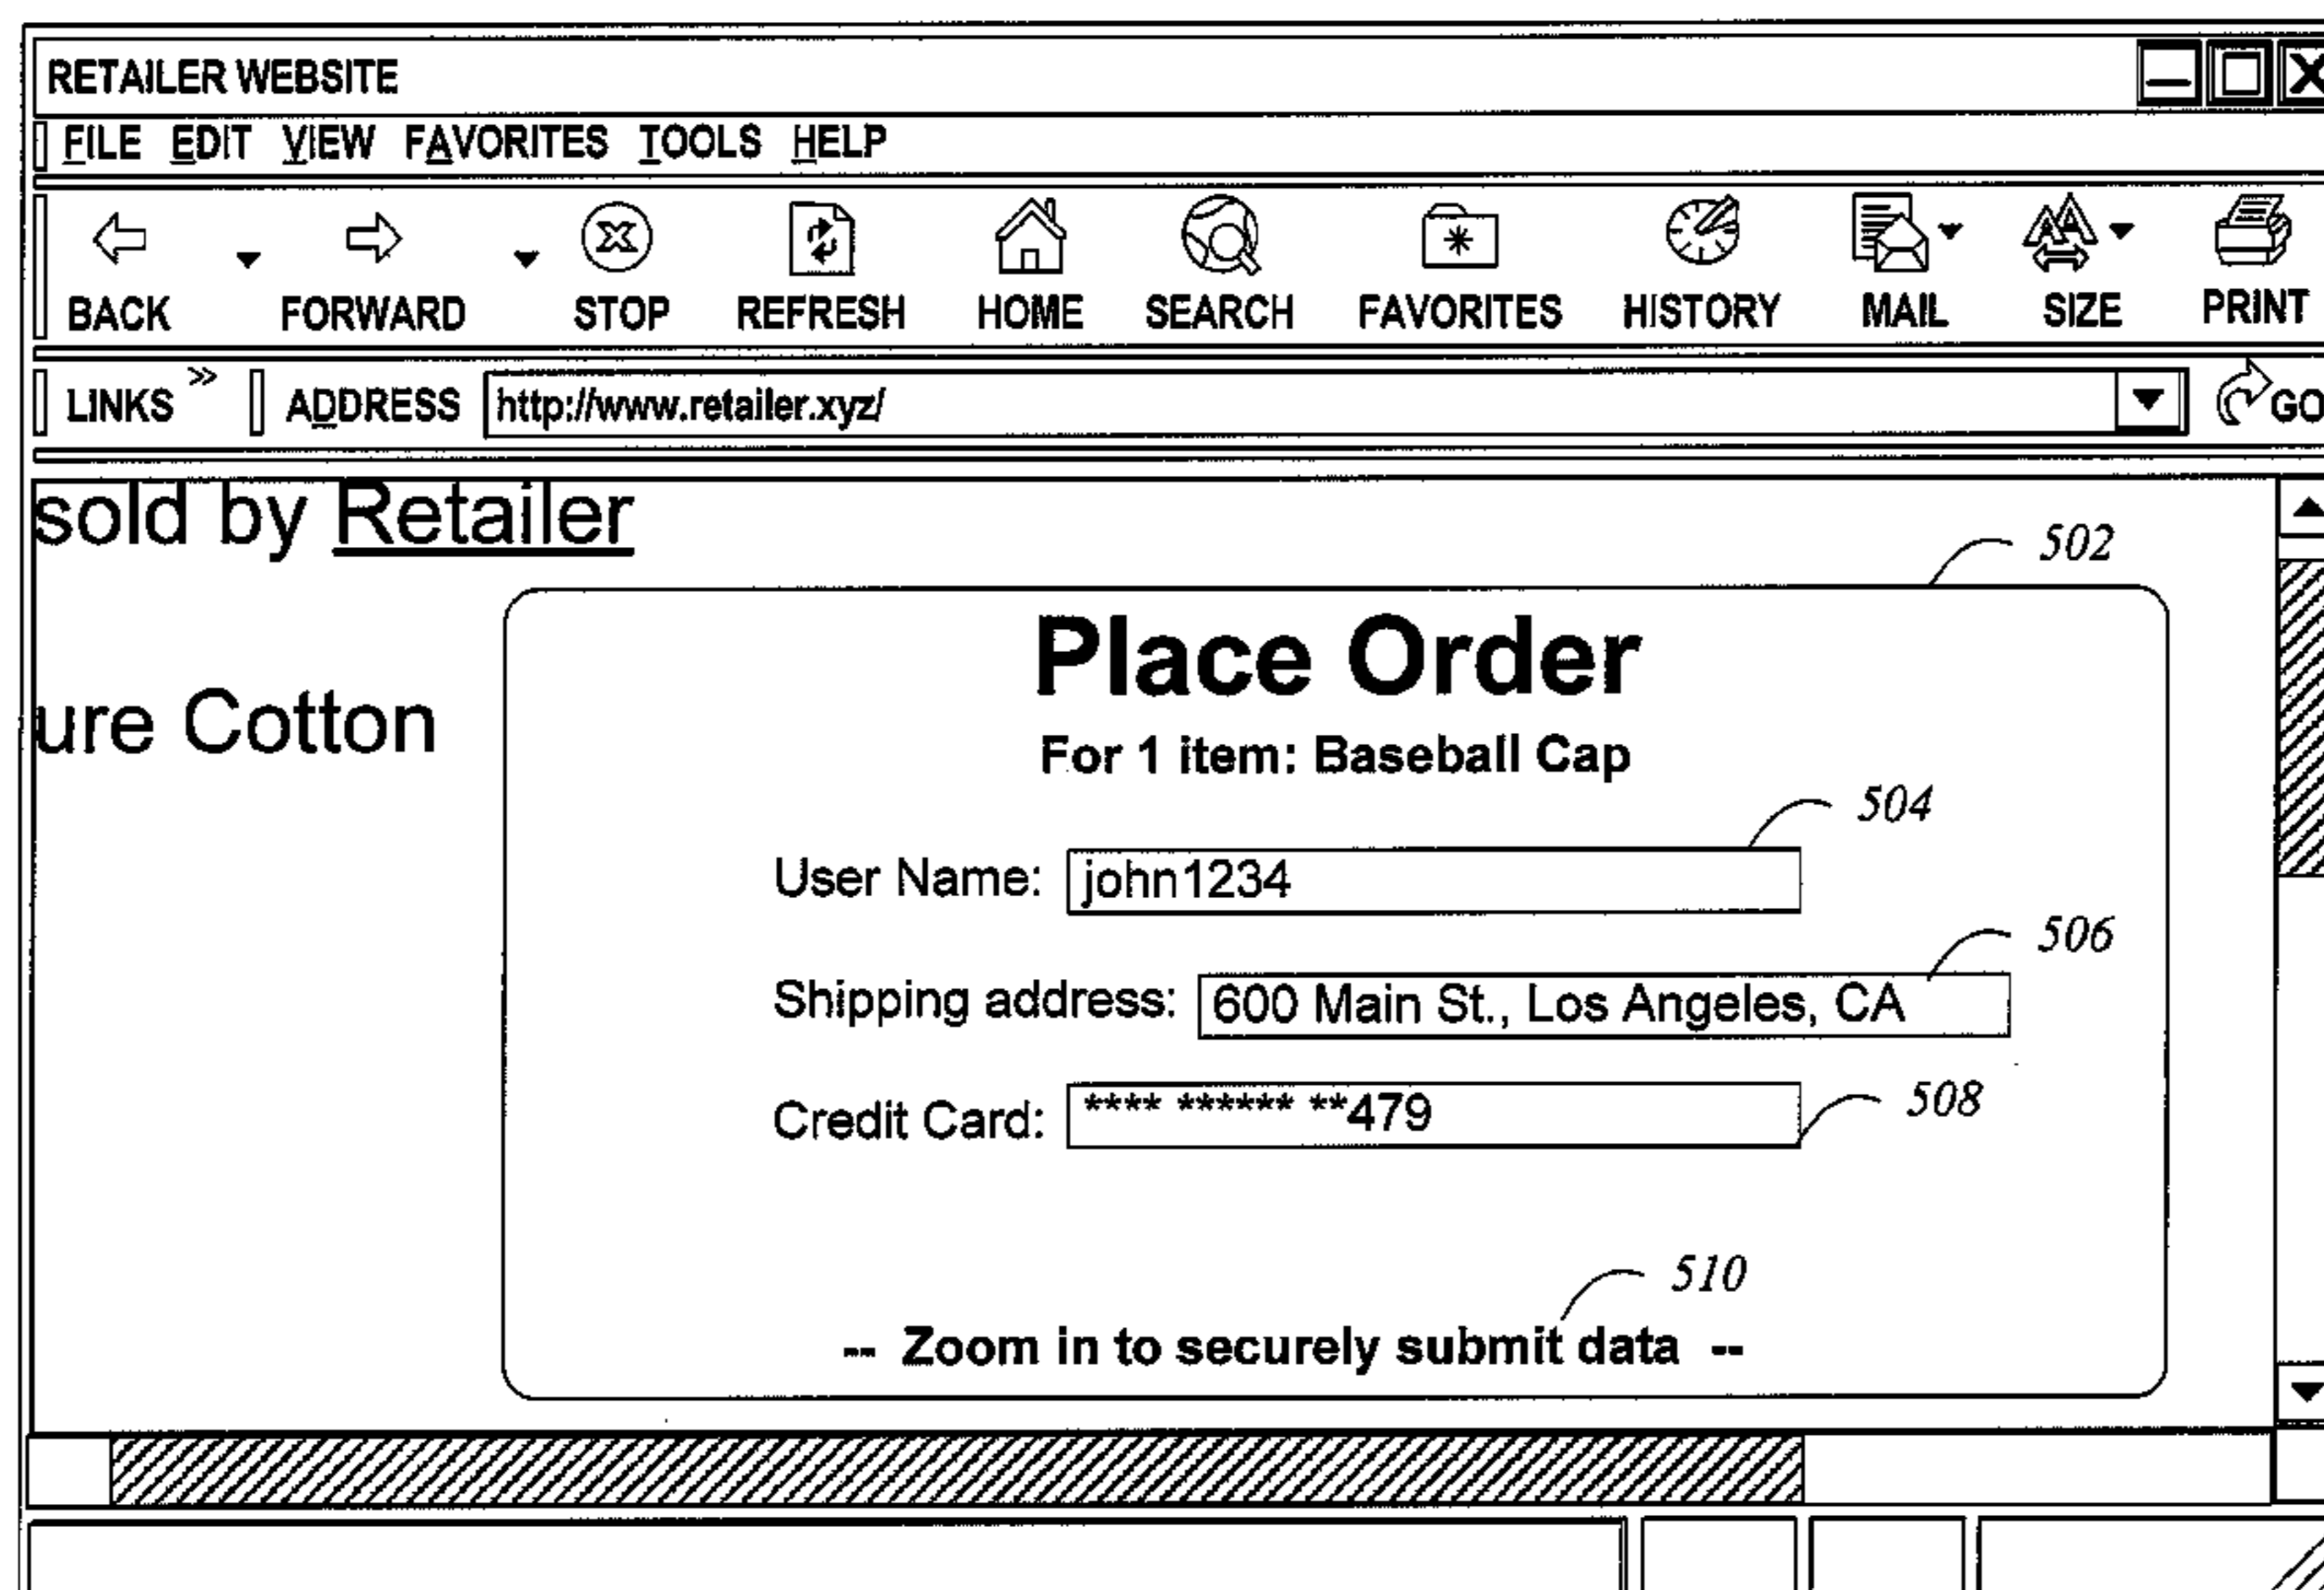 RETAILER WEBSITE
FILE EDIT VIEW FAVORITES TOOLS HELP
BACK FORWARD STOP REFRESH HOME SEARCH FAVORITES HISTORY MAIL SIZE PRINT
LINKS >> ADDRESS http://www.retailer.xyz/ GO
sold by Retailer
502
Place Order
ure Cotton
For 1 item: Baseball Cap
504
User Name: john1234
506
Shipping address: 600 Main St., Los Angeles, CA
Credit Card: **** ****** **479 508
510
-- Zoom in to securely submit data --